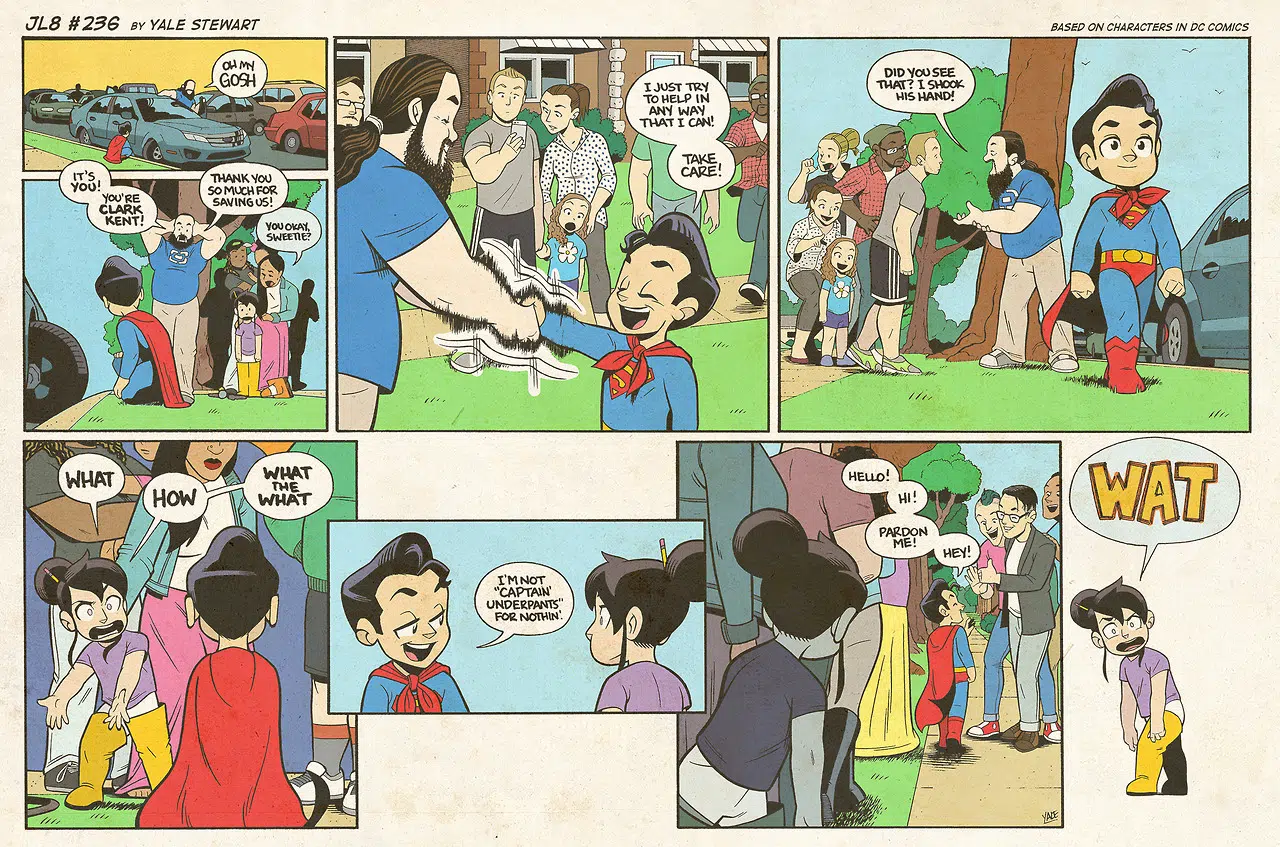 JL8 #236 BY YALE STEWART
BASED ON CHARACTERS IN DC COMICS
OH MY
GOSH
IT'S
YOU!
YOU'RE
CLARK
KENT!
THANK YOU
SO MUCH FOR
SAVING US!
YOU OKAY,
SWEETIE?
I JUST TRY
TO HELP IN
ANY WAY
THAT I CAN!
TAKE
CARE!
DID YOU SEE
THAT? I SHOOK
HIS HAND!
WHAT
HOW
WHAT
THE
WHAT
I'M NOT
"CAPTAIN
UNDERPANTS"
FOR NOTHIN'.
HELLO!
HI!
PARDON
ME!
HEY!
YALE
WAT